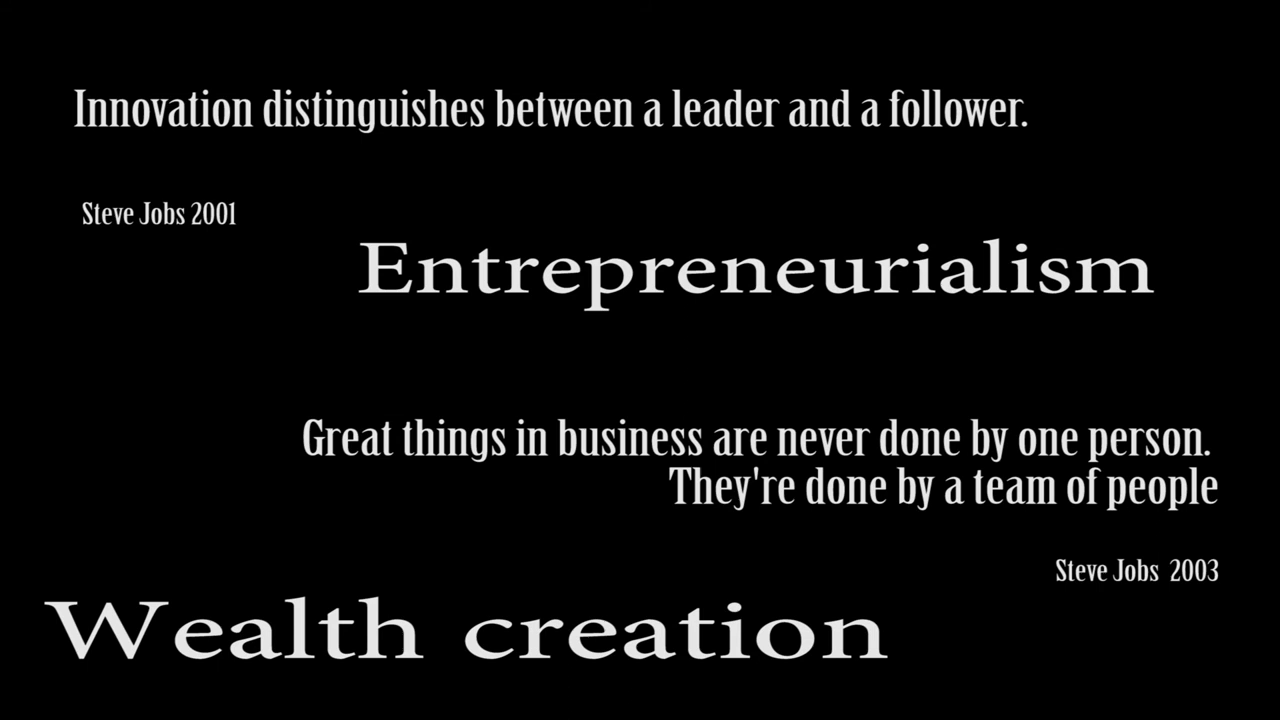 Innovation distinguishes between a leader and a follower.
Steve Jobs 2001
Entrepreneurialism
Great things in business are never done by one person.
They're done by a team of people
Steve Jobs 2003
Wealth creation